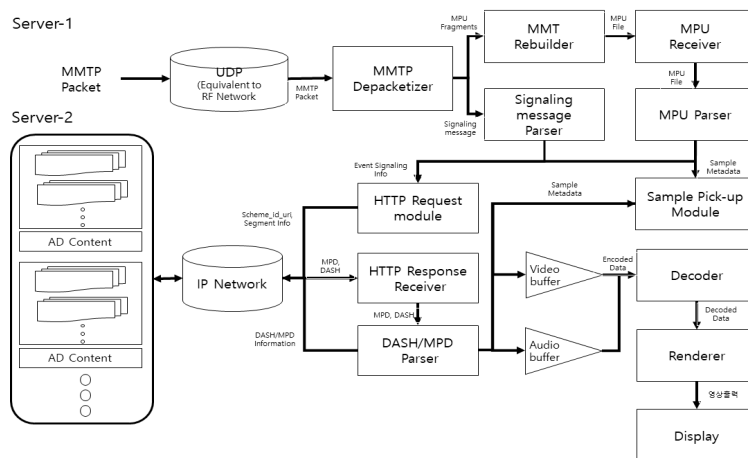 Server-1
MMTP
Packet
UDP
(Equivalent to
RF Network
MMTP
Packet
MMTP
Depacketizer
MPU
Fragments
MMT
Rebuilder
MPU
File
MPU
Receiver
MPU
File
Signaling
message
Signaling
message
Parser
MPU Parser
Server-2
AD Content
AD Content
Event Signaling
Info
HTTP Request
module
Sample
Metadata
Sample
Metadata
Sample Pick-up
Module
Scheme_id_uri,
Segment Info
IP Network
MPD,
DASH
HTTP Response
Receiver
MPD, DASH
DASH/MPD
Information
DASH/MPD
Parser
Video
buffer
Audio
buffer
Encoded
Data
Decoder
Decoded
Data
Renderer
영상출력
Display